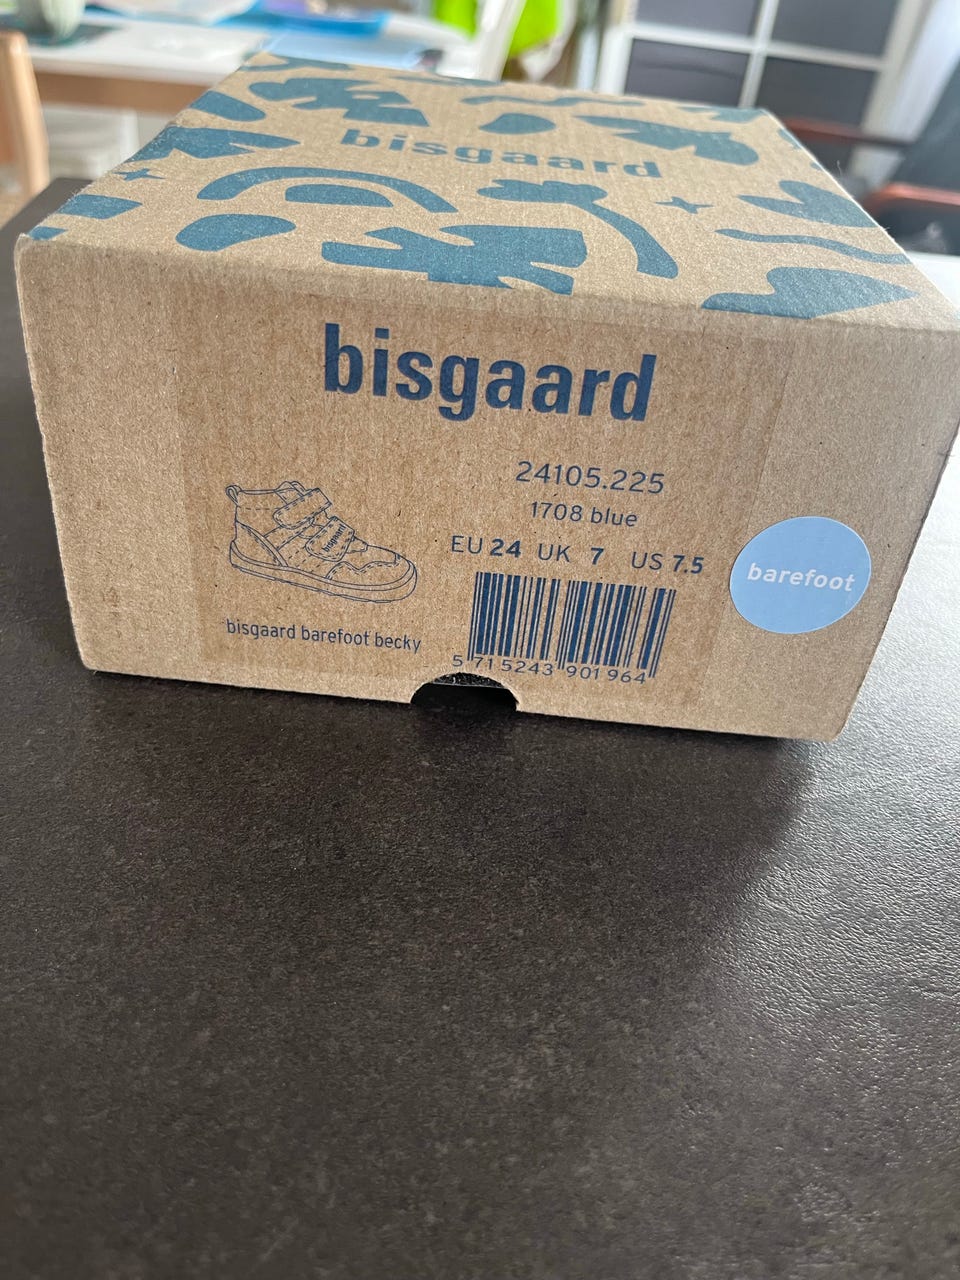 bisgaard
bisgaard
24105.225
1708 blue
EU 24 UK 7 US 7.5
barefoot
bisgaard
bisgaard barefoot becky
5 715243 901964